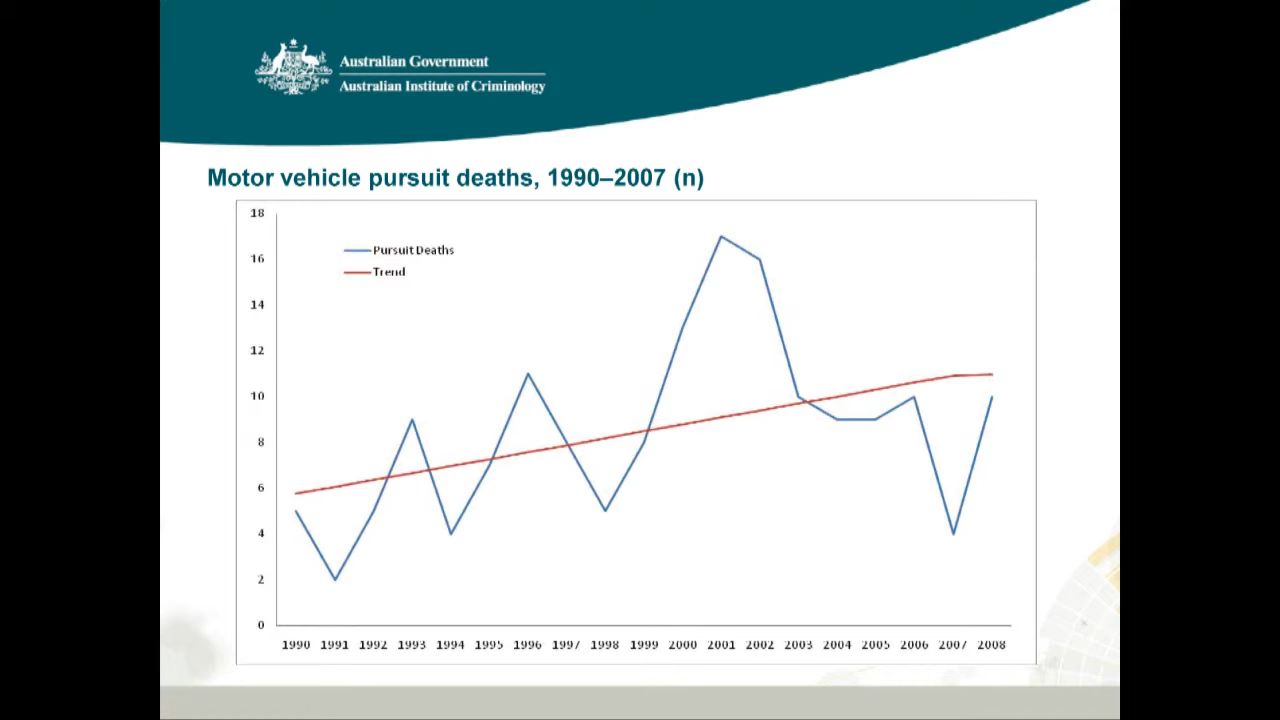 Australian Government
Australian Institute of Criminology
Motor vehicle pursuit deaths, 1990–2007 (n)
18
Pursuit Deaths
16
Trend
14
12
10
8
6
4
2
0
1990 1991 1992 1993 1994 1995 1996 1997 1998 1999 2000 2001 2002 2003 2004 2005 2006 2007 2008